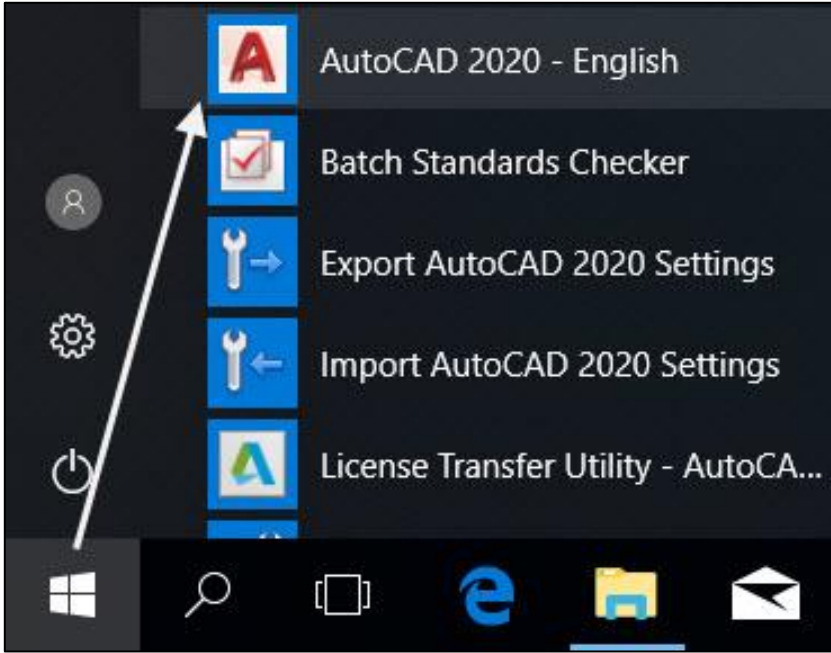 AutoCAD 2020 - English
Batch Standards Checker
Export AutoCAD 2020 Settings
Import AutoCAD 2020 Settings
License Transfer Utility - AutoCA...